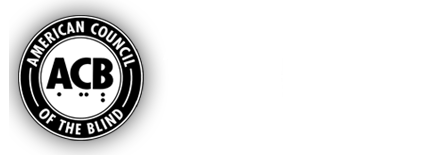 AMERICAN COUNCIL
ACB
⠁⠉⠃
OF THE BLIND